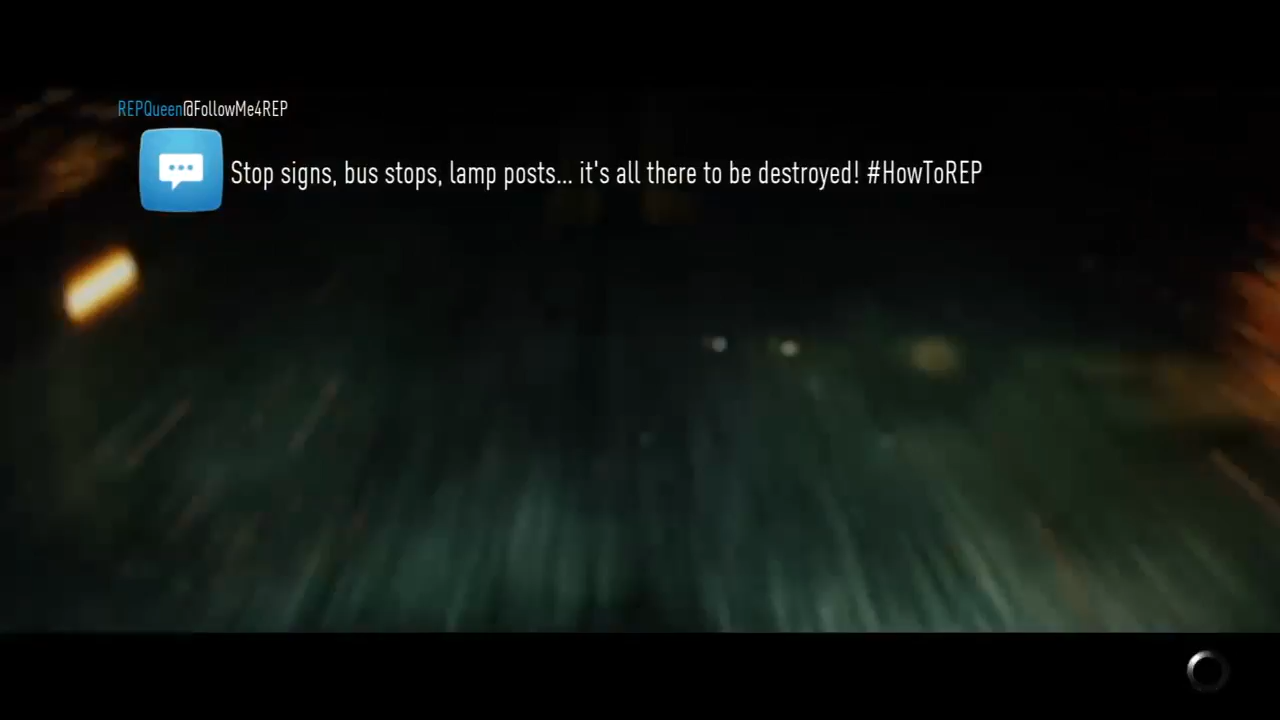 REPQueen@FollowMe4REP
Stop signs, bus stops, lamp posts... it's all there to be destroyed! #HowToREP